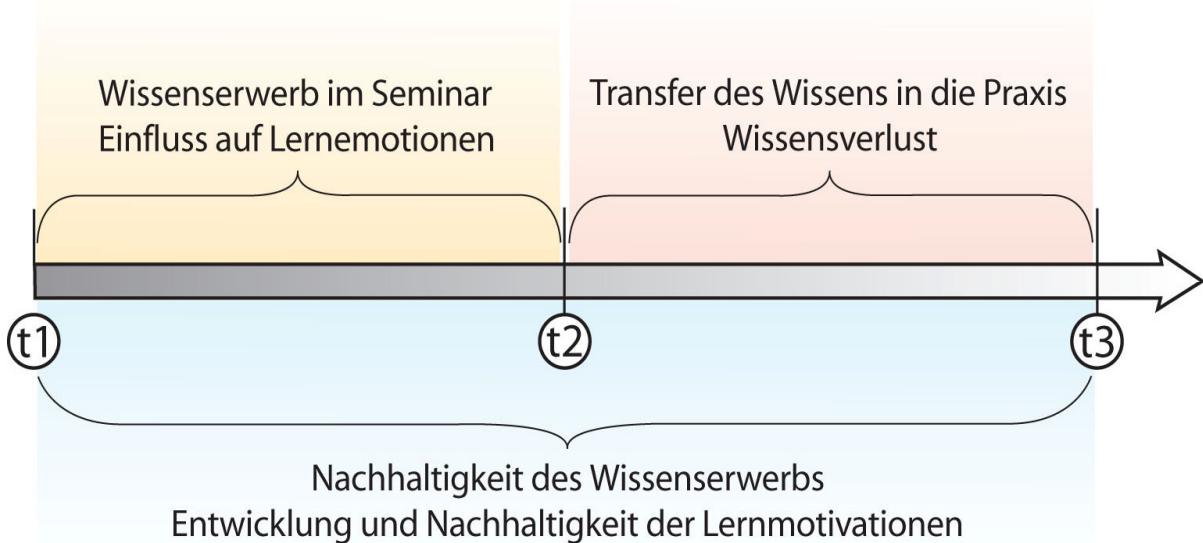 Wissenserwerb im Seminar
Einfluss auf Lernemotionen
Transfer des Wissens in die Praxis
Wissensverlust
t1
t2
t3
Nachhaltigkeit des Wissenserwerbs
Entwicklung und Nachhaltigkeit der Lernmotivationen